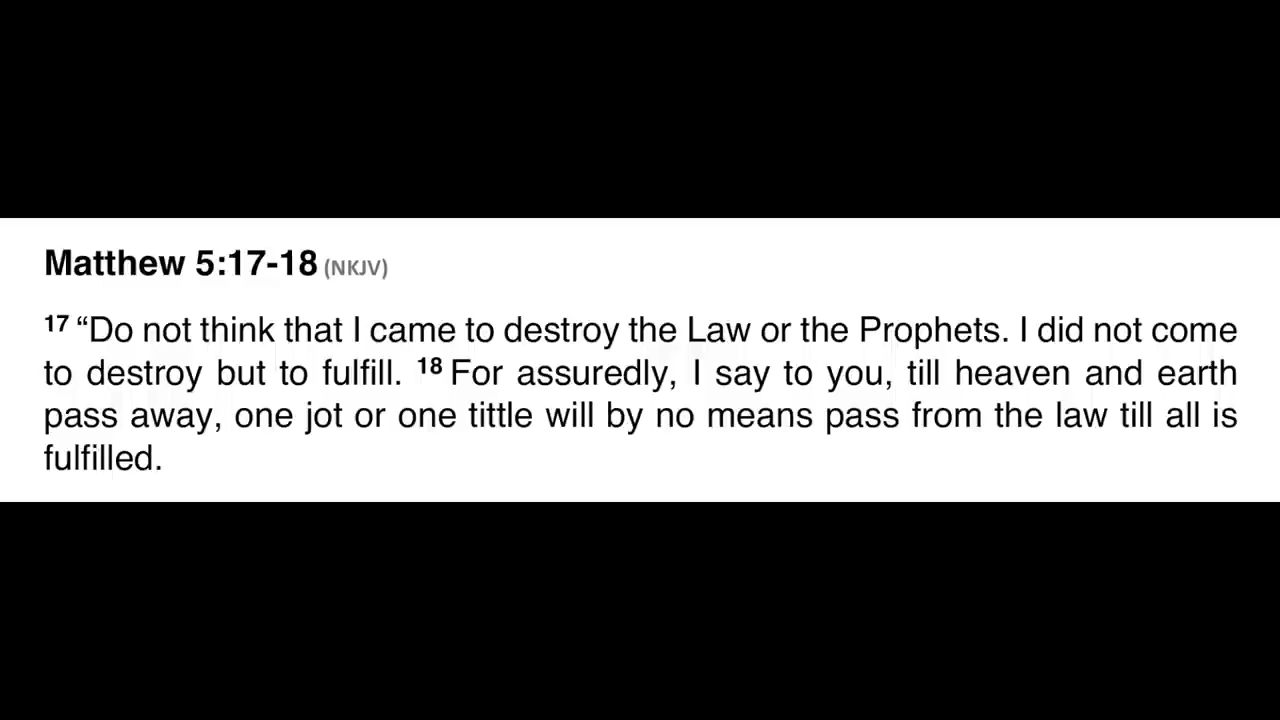 Matthew 5:17-18 (NKJV)
17 “Do not think that I came to destroy the Law or the Prophets. I did not come
to destroy but to fulfill. 18 For assuredly, I say to you, till heaven and earth
pass away, one jot or one tittle will by no means pass from the law till all is
fulfilled.